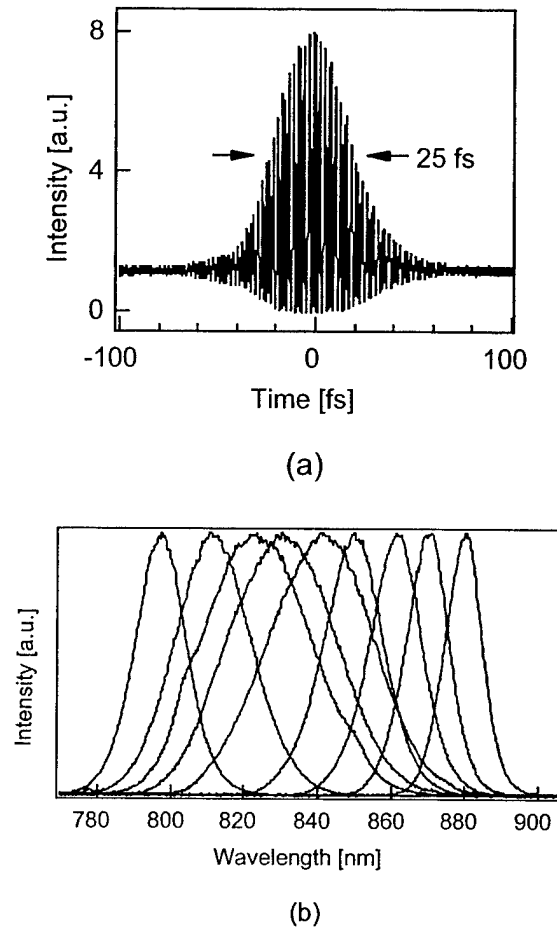 8
4
0
Intensity [a.u.]
25 fs
-100
0
100
Time [fs]
(a)
Intensity [a.u.]
780
800
820
840
860
880
900
Wavelength [nm]
(b)